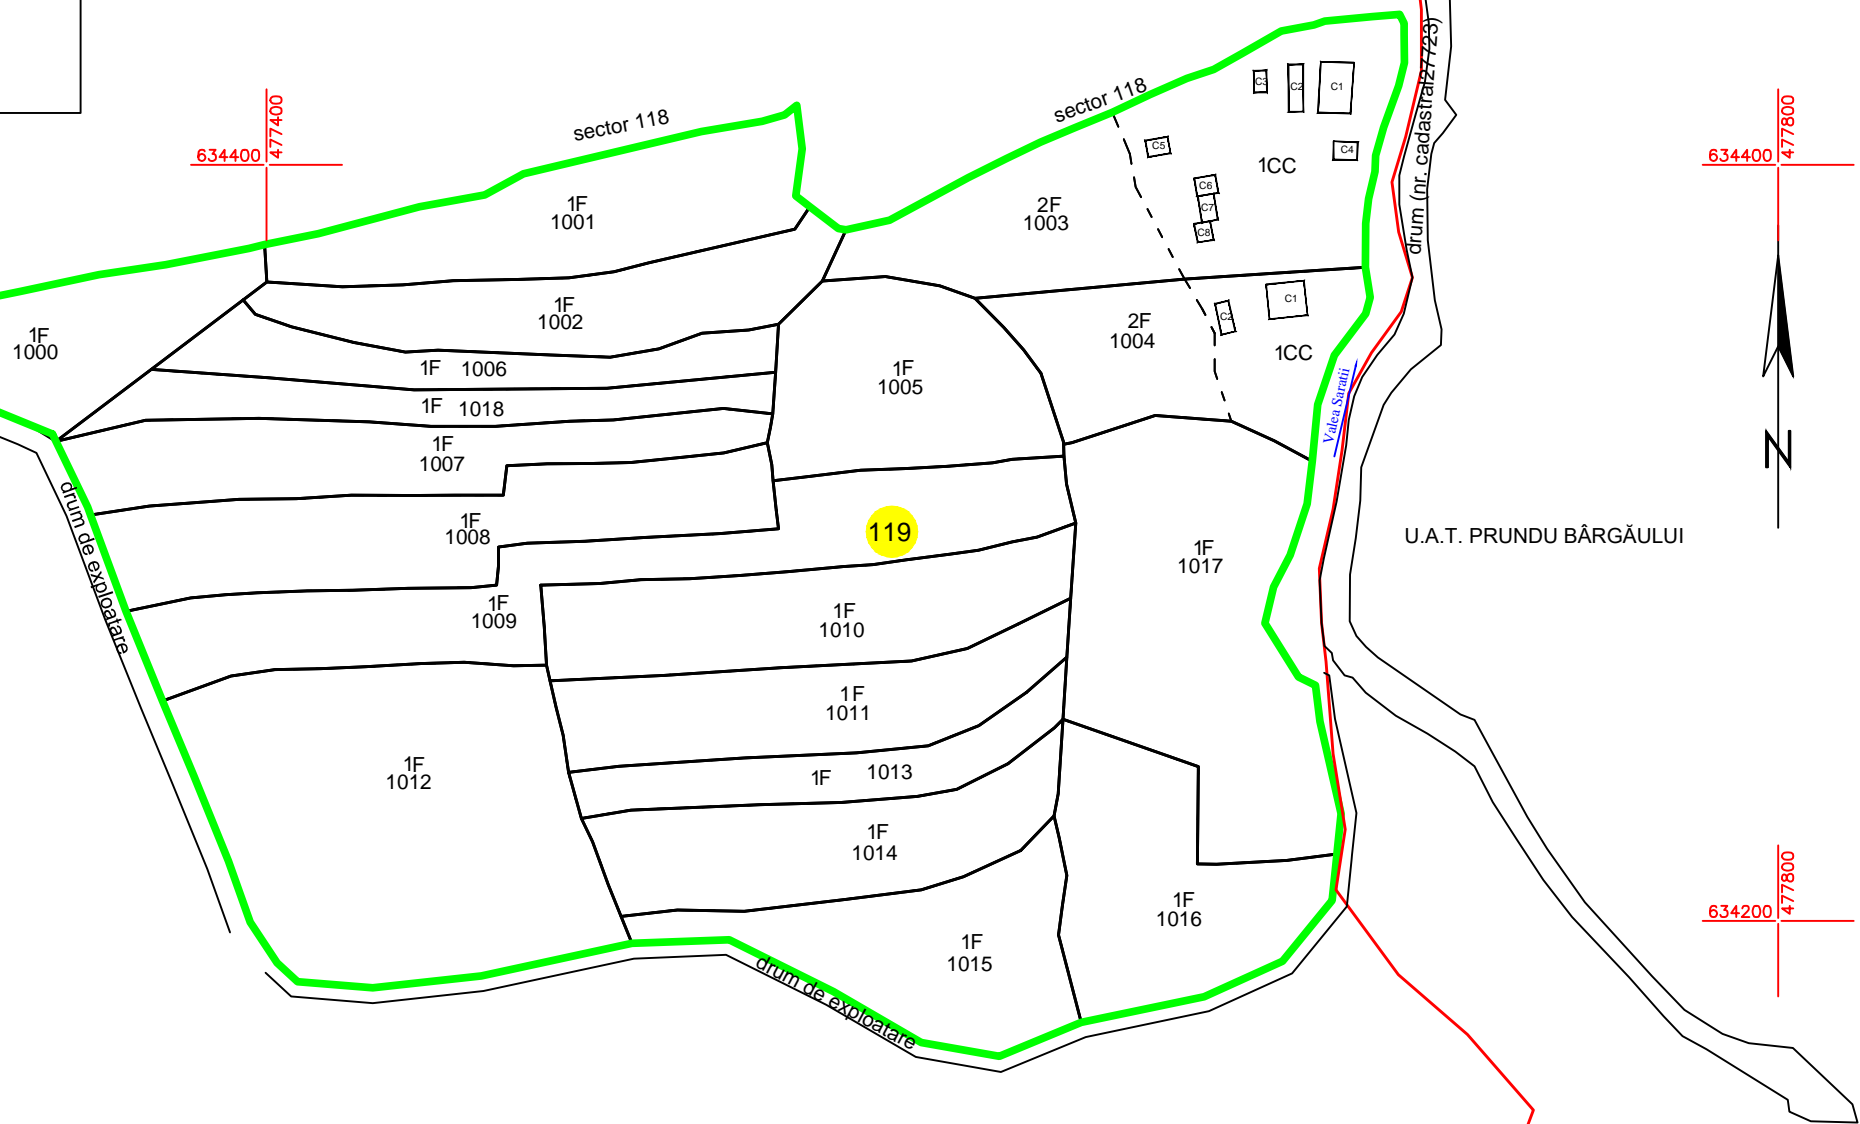 sector 118
sector 118
drum (nr. cadastral27723)
634400
477400
634400
477800
C3
C2
C1
C4
C5
C6
C7
C8
1CC
1F
1001
2F
1003
1F
1002
1F
1000
2F
1004
C2
C1
1CC
1F 1006
1F
1005
1F 1018
Valea Saratii
1F
1007
N
1F
1008
119
U.A.T. PRUNDU BÂRGĂULUI
drum de exploatare
1F
1017
1F
1009
1F
1010
1F
1011
1F
1012
1F 1013
1F
1014
1F
1016
634200
477800
1F
1015
drum de exploatare